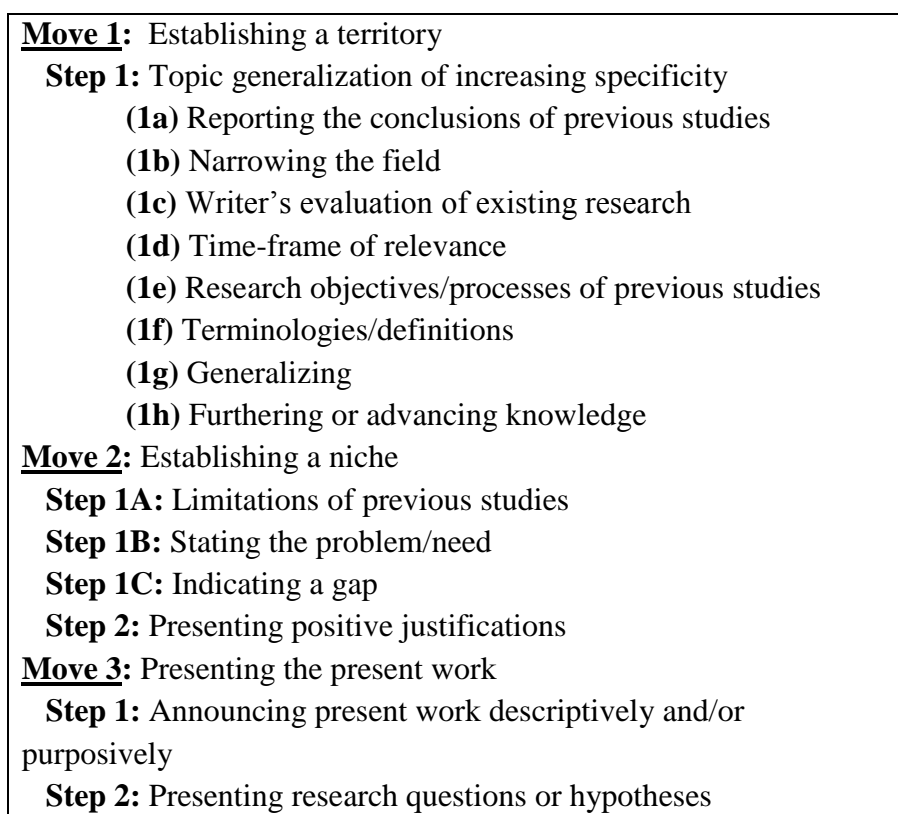 Move 1: Establishing a territory
Step 1: Topic generalization of increasing specificity
(1a) Reporting the conclusions of previous studies
(1b) Narrowing the field
(1c) Writer’s evaluation of existing research
(1d) Time-frame of relevance
(1e) Research objectives/processes of previous studies
(1f) Terminologies/definitions
(1g) Generalizing
(1h) Furthering or advancing knowledge
Move 2: Establishing a niche
Step 1A: Limitations of previous studies
Step 1B: Stating the problem/need
Step 1C: Indicating a gap
Step 2: Presenting positive justifications
Move 3: Presenting the present work
Step 1: Announcing present work descriptively and/or
purposively
Step 2: Presenting research questions or hypotheses